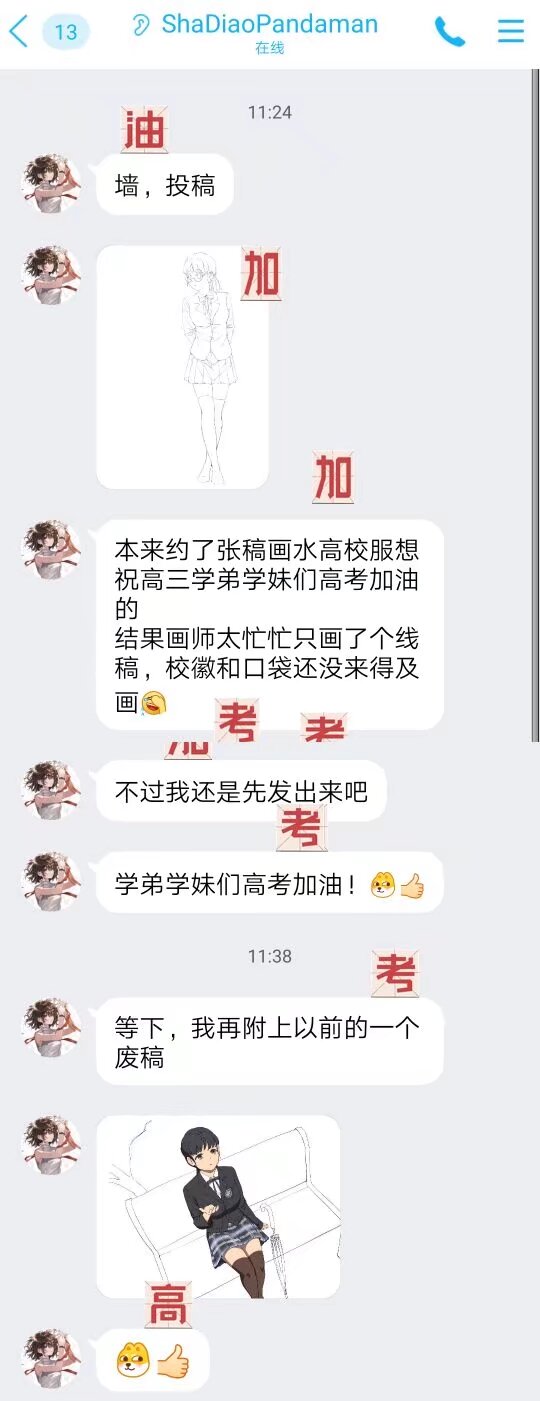 13
ShaDiaoPandaman
在线
11:24
油
墙，投稿
加
加
本来约了张稿画水高校服想
祝高三学弟学妹们高考加油
的
结果画师太忙忙只画了个线
稿，校徽和口袋还没来得及
画
考
考
加
不过我还是先发出来吧
考
学弟学妹们高考加油！
11:38
考
等下，我再附上以前的一个
废稿
高